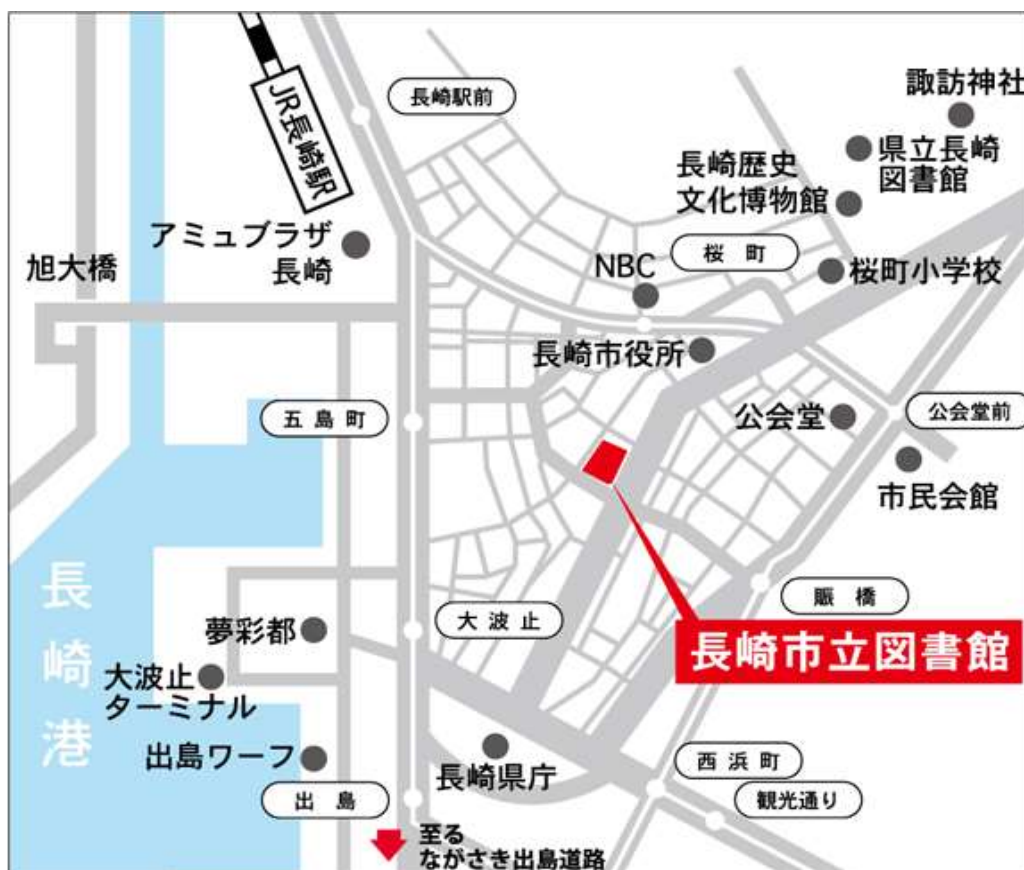 長崎駅前
JR長崎駅
諏訪神社
県立長崎
図書館
長崎歴史
文化博物館
アミュプラザ
長崎
旭大橋
NBC
桜町
桜町小学校
長崎市役所
五島町
公会堂
公会堂前
市民会館
長崎港
賑橋
大波止
夢彩都
長崎市立図書館
大波止
ターミナル
出島ワーフ
長崎県庁
西浜町
出島
観光通り
至る
ながさき出島道路